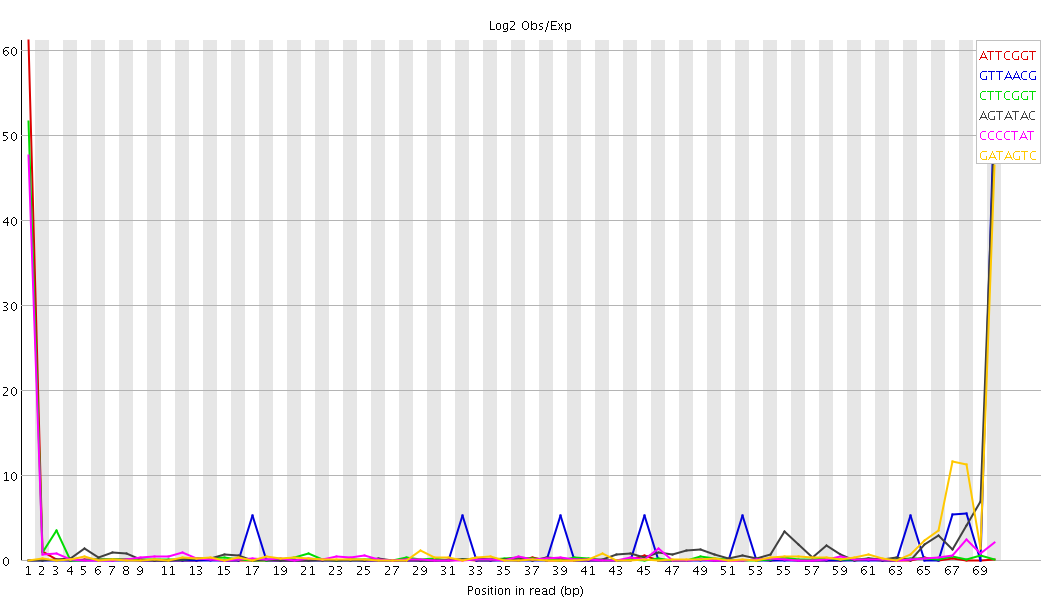 Log2 Obs/Exp
60
50
40
30
20
10
0
ATTCGGT
GTTAACG
CTTCGGT
AGTATAC
CCCCTAT
GATAGTC
1 2 3 4 5 6 7 8 9 11 13 15 17 19 21 23 25 27 29 31 33 35 37 39 41 43 45 47 49 51 53 55 57 59 61 63 65 67 69
Position in read (bp)